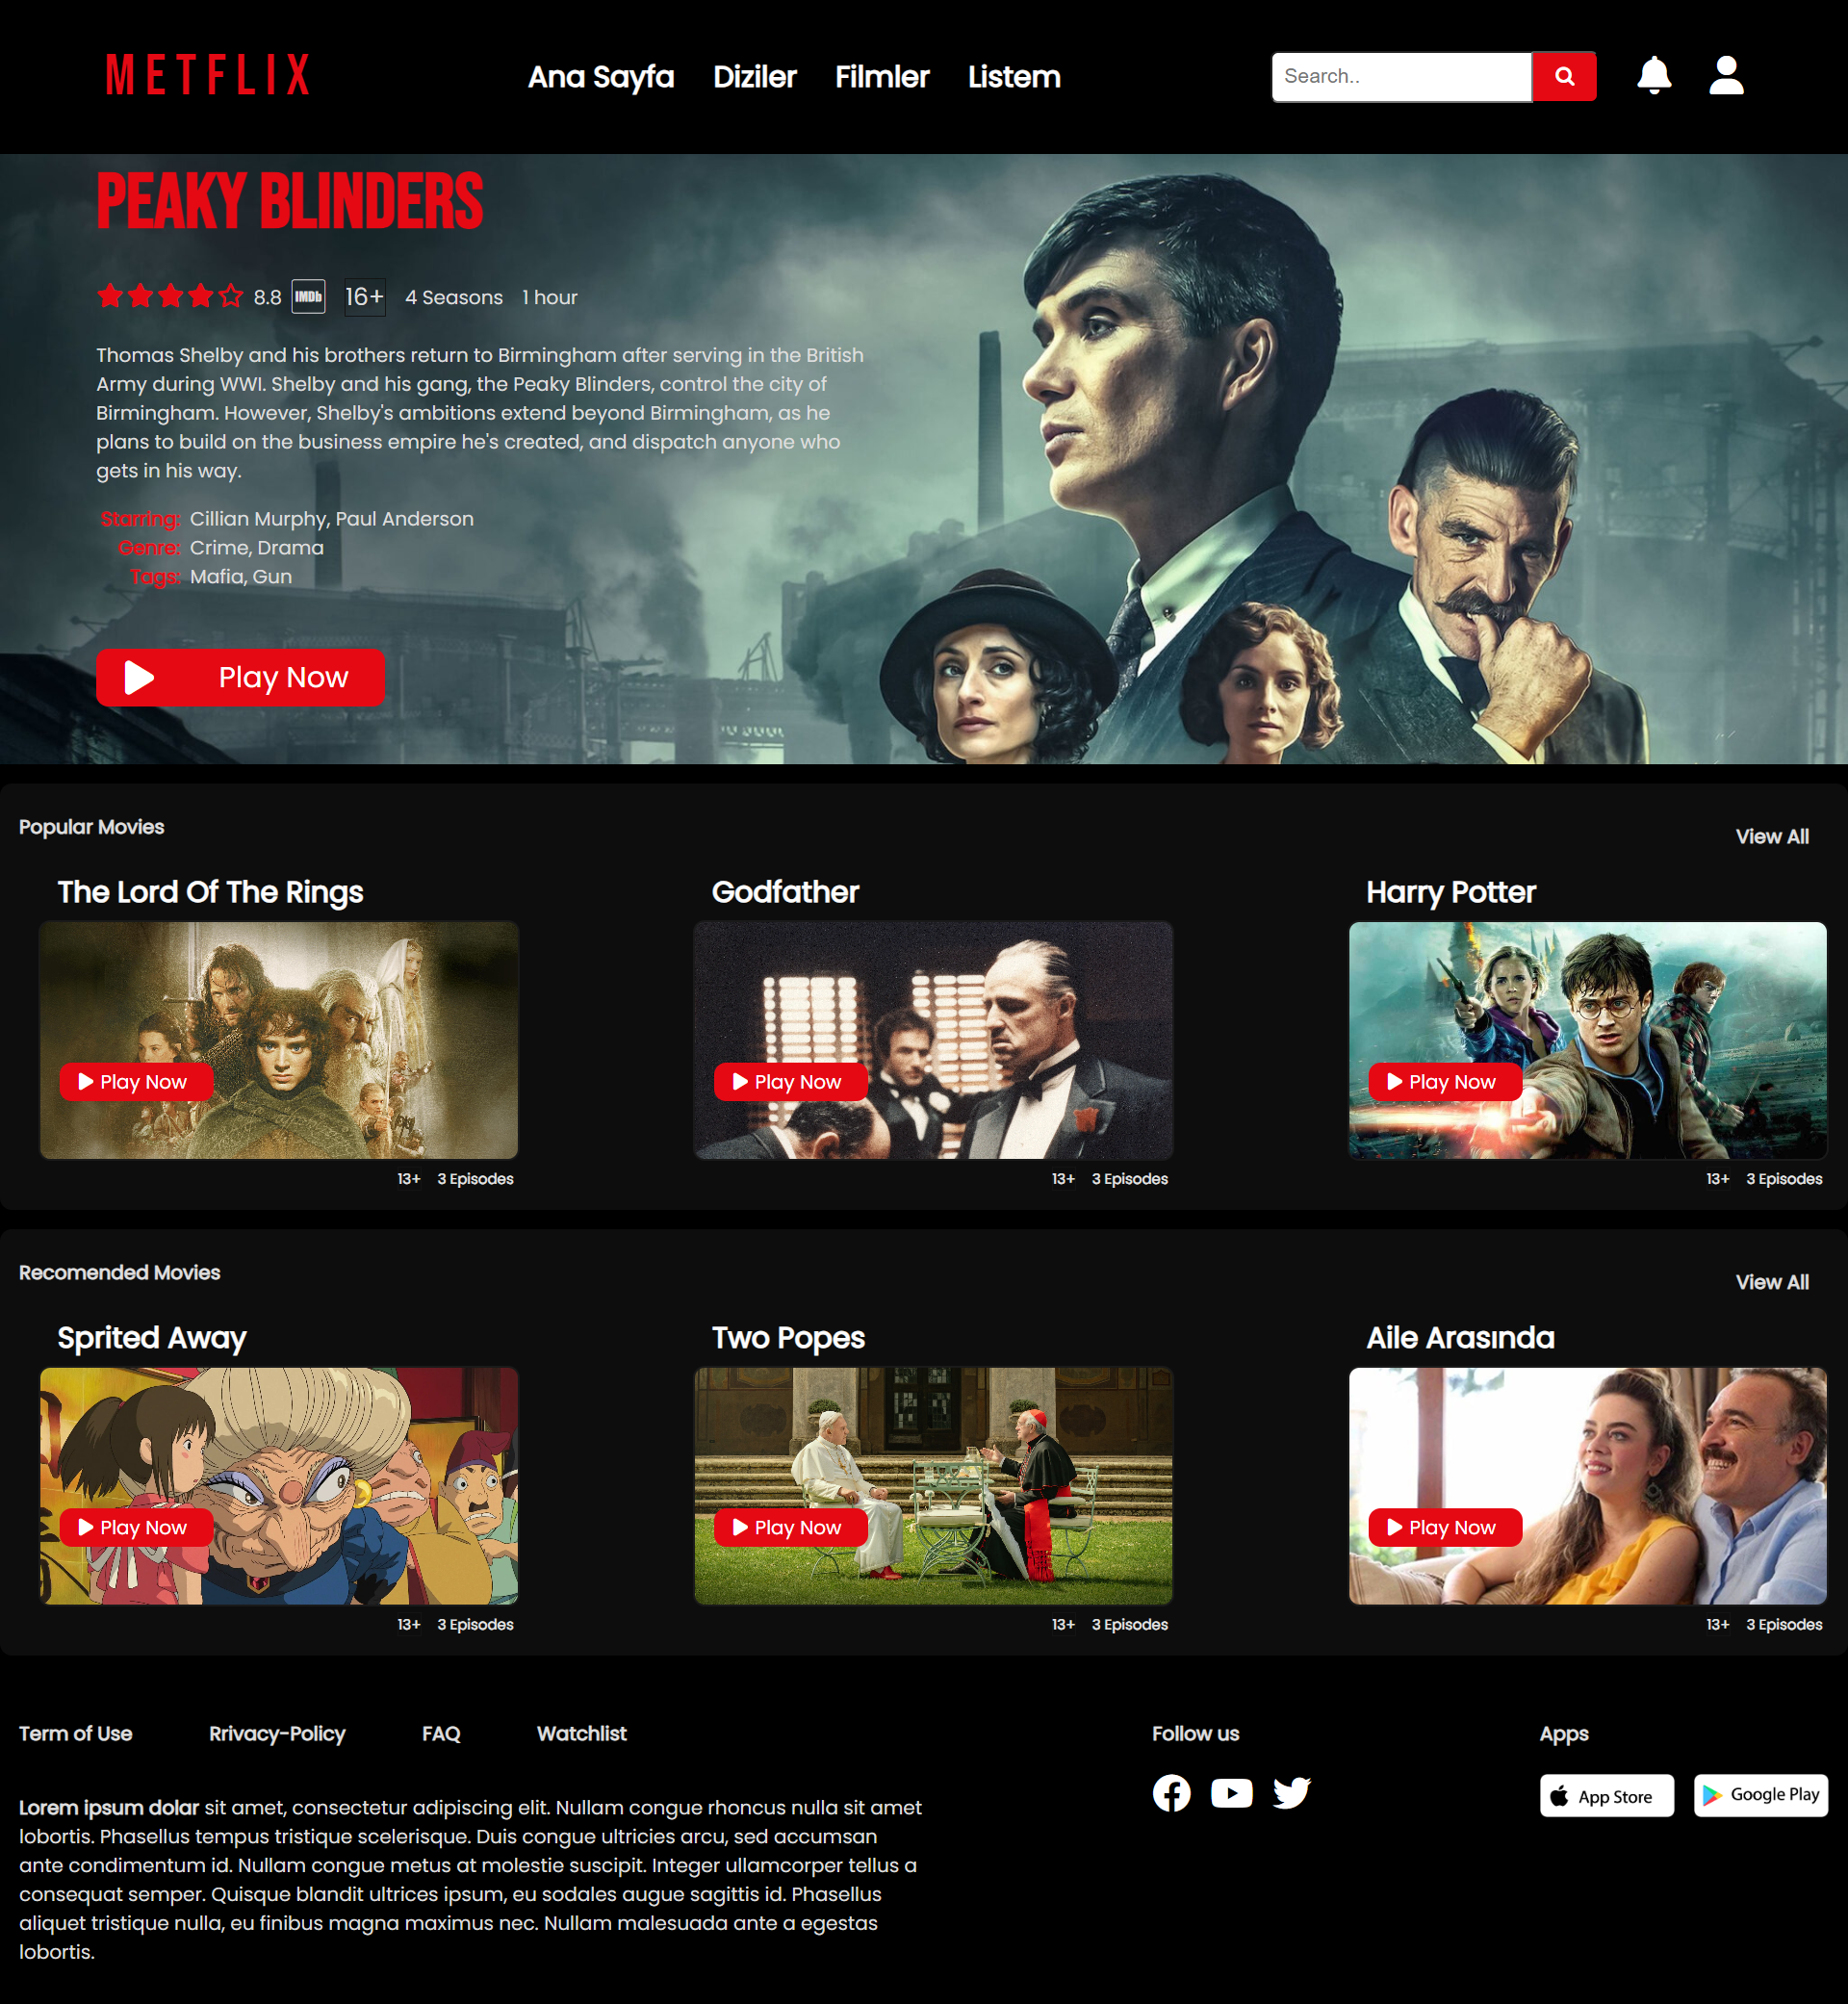 METFLIX
Ana Sayfa Diziler Filmler Listem
Search..
PEAKY BLINDERS
8.8 IMDb 16+ 4 Seasons 1 hour
Thomas Shelby and his brothers return to Birmingham after serving in the British
Army during WWI. Shelby and his gang, the Peaky Blinders, control the city of
Birmingham. However, Shelby's ambitions extend beyond Birmingham, as he
plans to build on the business empire he's created, and dispatch anyone who
gets in his way.
Starring: Cillian Murphy, Paul Anderson
Genre: Crime, Drama
Tags: Mafia, Gun
Play Now
Popular Movies
View All
The Lord Of The Rings
Play Now
13+ 3 Episodes
Godfather
Play Now
13+ 3 Episodes
Harry Potter
Play Now
13+ 3 Episodes
Recomended Movies
View All
Sprited Away
Play Now
13+ 3 Episodes
Two Popes
Play Now
13+ 3 Episodes
Aile Arasında
Play Now
13+ 3 Episodes
Term of Use Rrivacy-Policy FAQ Watchlist
Lorem ipsum dolar sit amet, consectetur adipiscing elit. Nullam congue rhoncus nulla sit amet
lobortis. Phasellus tempus tristique scelerisque. Duis congue ultricies arcu, sed accumsan
ante condimentum id. Nullam congue metus at molestie suscipit. Integer ullamcorper tellus a
consequat semper. Quisque blandit ultrices ipsum, eu sodales augue sagittis id. Phasellus
aliquet tristique nulla, eu finibus magna maximus nec. Nullam malesuada ante a egestas
lobortis.
Follow us
Apps
App Store
Google Play